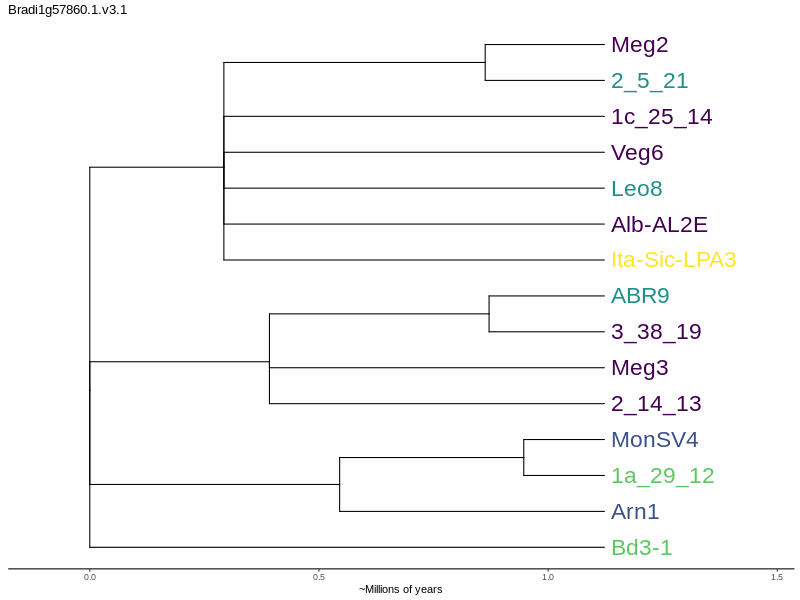 Bradi1g57860.1.v3.1
Meg2
2_5_21
1c_25_14
Veg6
Leo8
Alb-AL2E
Ita-Sic-LPA3
ABR9
3_38_19
Meg3
2_14_13
MonSV4
1a_29_12
Arn1
Bd3-1
0.0 0.5 1.0 1.5
~Millions of years